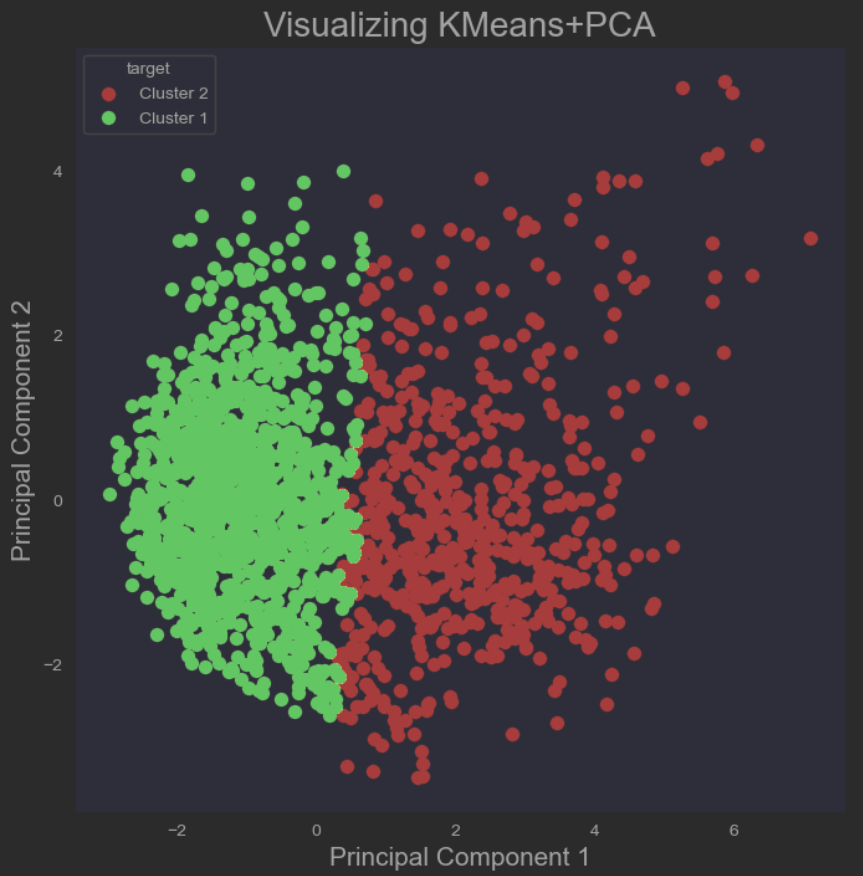 Visualizing KMeans+PCA
target
Cluster 2
Cluster 1
Principal Component 2
4
2
0
−2
−2
0
2
4
6
Principal Component 1